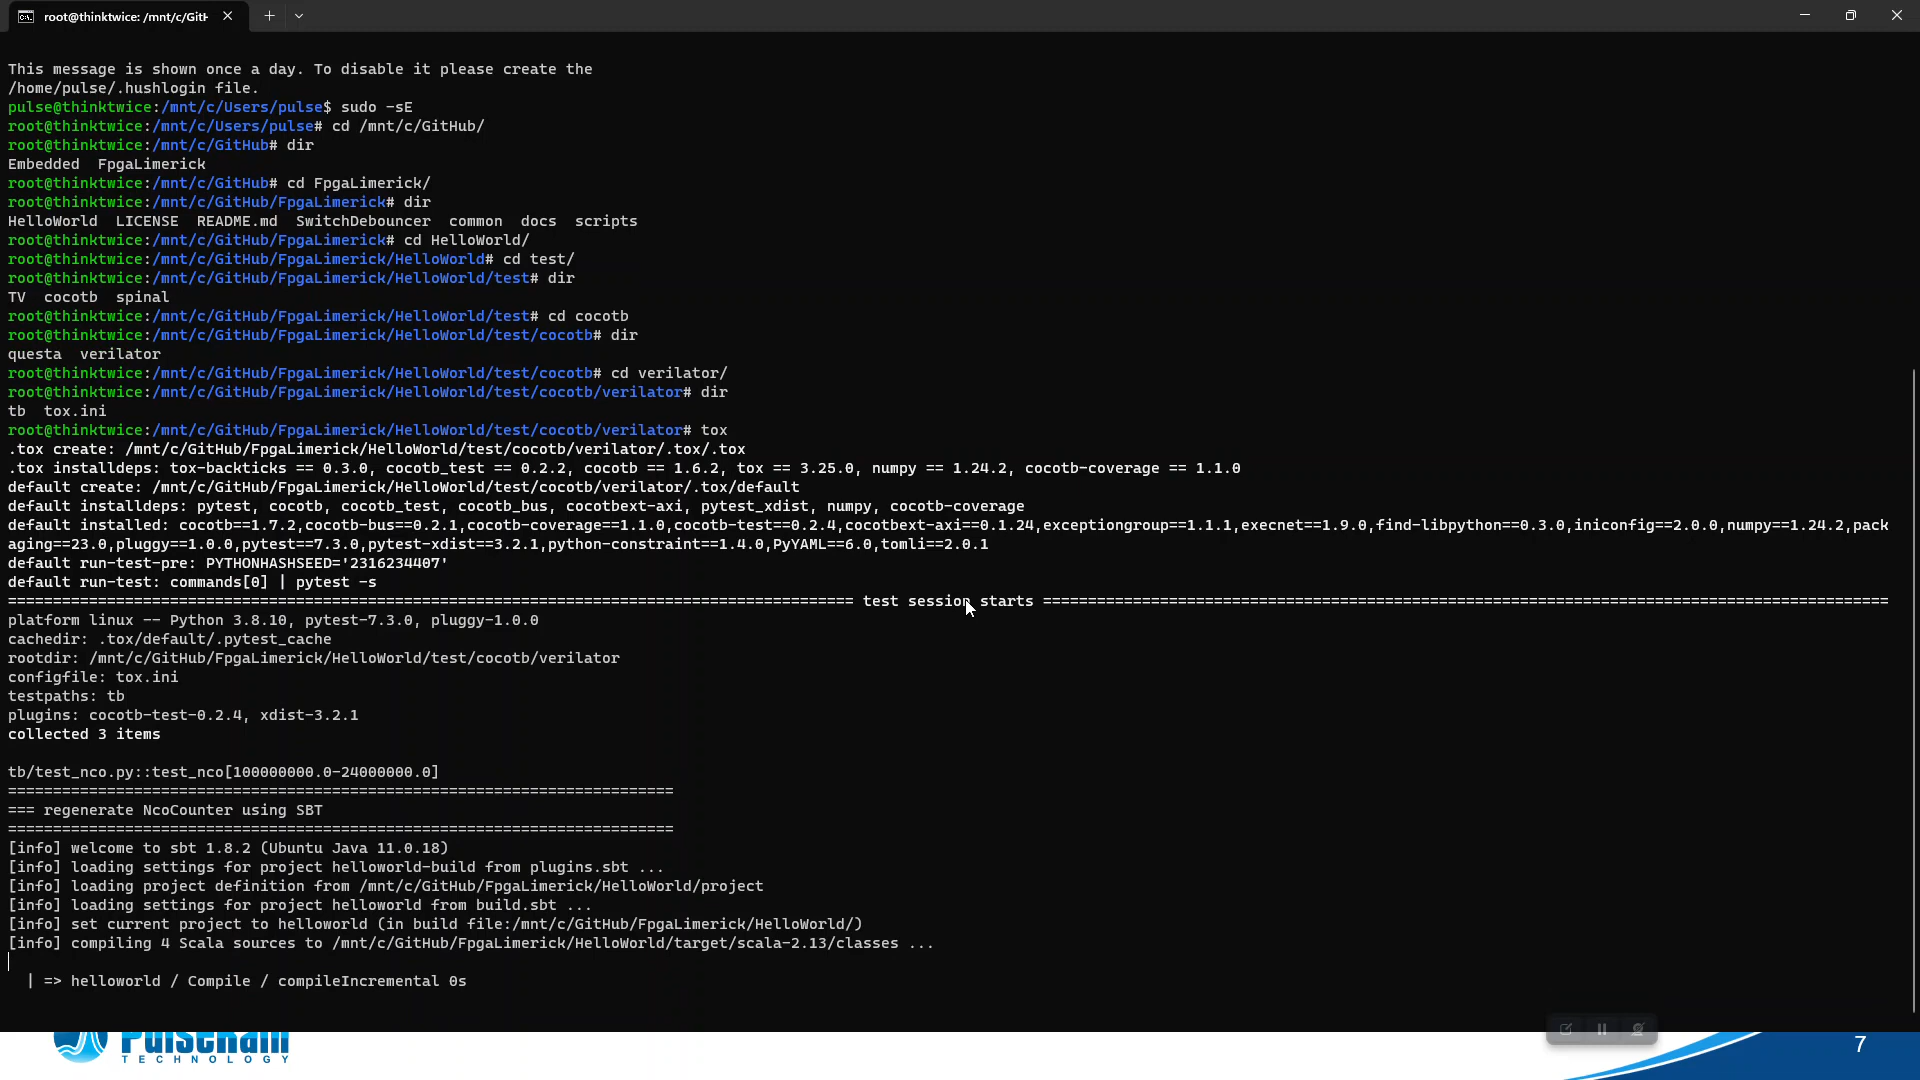 root@thinktwice: /mnt/c/GitH
This message is shown once a day. To disable it please create the
/home/pulse/.hushlogin file.
pulse@thinktwice:/mnt/c/Users/pulse$ sudo -sE
root@thinktwice:/mnt/c/Users/pulse# cd /mnt/c/GitHub/
root@thinktwice:/mnt/c/GitHub# dir
Embedded  FpgaLimerick
root@thinktwice:/mnt/c/GitHub# cd FpgaLimerick/
root@thinktwice:/mnt/c/GitHub/FpgaLimerick# dir
HelloWorld  LICENSE  README.md  SwitchDebouncer  common  docs  scripts
root@thinktwice:/mnt/c/GitHub/FpgaLimerick# cd HelloWorld/
root@thinktwice:/mnt/c/GitHub/FpgaLimerick/HelloWorld# cd test/
root@thinktwice:/mnt/c/GitHub/FpgaLimerick/HelloWorld/test# dir
TV  cocotb  spinal
root@thinktwice:/mnt/c/GitHub/FpgaLimerick/HelloWorld/test# cd cocotb
root@thinktwice:/mnt/c/GitHub/FpgaLimerick/HelloWorld/test/cocotb# dir
questa  verilator
root@thinktwice:/mnt/c/GitHub/FpgaLimerick/HelloWorld/test/cocotb# cd verilator/
root@thinktwice:/mnt/c/GitHub/FpgaLimerick/HelloWorld/test/cocotb/verilator# dir
tb  tox.ini
root@thinktwice:/mnt/c/GitHub/FpgaLimerick/HelloWorld/test/cocotb/verilator# tox
.tox create: /mnt/c/GitHub/FpgaLimerick/HelloWorld/test/cocotb/verilator/.tox/.tox
.tox installdeps: tox-backticks == 0.3.0, cocotb_test == 0.2.2, cocotb == 1.6.2, tox == 3.25.0, numpy == 1.24.2, cocotb-coverage == 1.1.0
default create: /mnt/c/GitHub/FpgaLimerick/HelloWorld/test/cocotb/verilator/.tox/default
default installdeps: pytest, cocotb, cocotb_test, cocotb_bus, cocotbext-axi, pytest_xdist, numpy, cocotb-coverage
default installed: cocotb==1.7.2,cocotb-bus==0.2.1,cocotb-coverage==1.1.0,cocotb-test==0.2.4,cocotbext-axi==0.1.24,exceptiongroup==1.1.1,execnet==1.9.0,find-libpython==0.3.0,iniconfig==2.0.0,numpy==1.24.2,pack
aging==23.0,pluggy==1.0.0,pytest==7.3.0,pytest-xdist==3.2.1,python-constraint==1.4.0,PyYAML==6.0,tomli==2.0.1
default run-test-pre: PYTHONHASHSEED='2316234407'
default run-test: commands[0] | pytest -s
============================================================================================== test session starts ==============================================================================================
platform linux -- Python 3.8.10, pytest-7.3.0, pluggy-1.0.0
cachedir: .tox/default/.pytest_cache
rootdir: /mnt/c/GitHub/FpgaLimerick/HelloWorld/test/cocotb/verilator
configfile: tox.ini
testpaths: tb
plugins: cocotb-test-0.2.4, xdist-3.2.1
collected 3 items
tb/test_nco.py::test_nco[100000000.0-24000000.0]
==========================================================================
=== regenerate NcoCounter using SBT
==========================================================================
[info] welcome to sbt 1.8.2 (Ubuntu Java 11.0.18)
[info] loading settings for project helloworld-build from plugins.sbt ...
[info] loading project definition from /mnt/c/GitHub/FpgaLimerick/HelloWorld/project
[info] loading settings for project helloworld from build.sbt ...
[info] set current project to helloworld (in build file:/mnt/c/GitHub/FpgaLimerick/HelloWorld/)
[info] compiling 4 Scala sources to /mnt/c/GitHub/FpgaLimerick/HelloWorld/target/scala-2.13/classes ...
| => helloworld / Compile / compileIncremental 0s
PulseRain
TECHNOLOGY
7